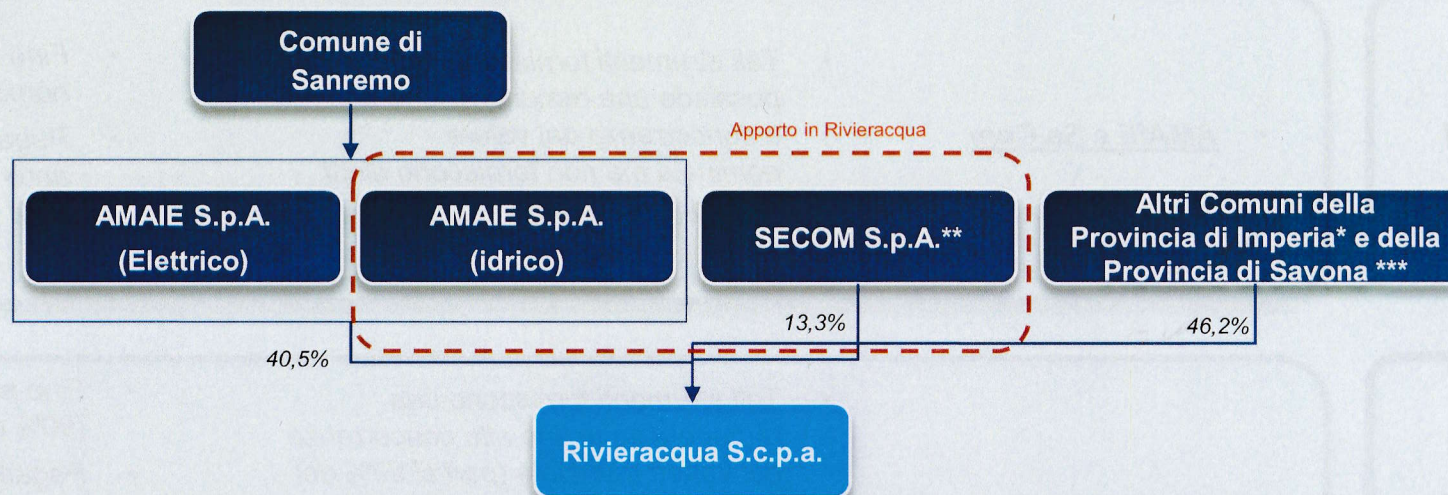 Comune di
Sanremo
Apporto in Rivieracqua
AMAIE S.p.A.
(Elettrico)
AMAIE S.p.A.
(idrico)
SECOM S.p.A.**
Altri Comuni della
Provincia di Imperia* e della
Provincia di Savona ***
40,5%
13,3%
46,2%
Rivieracqua S.c.p.a.